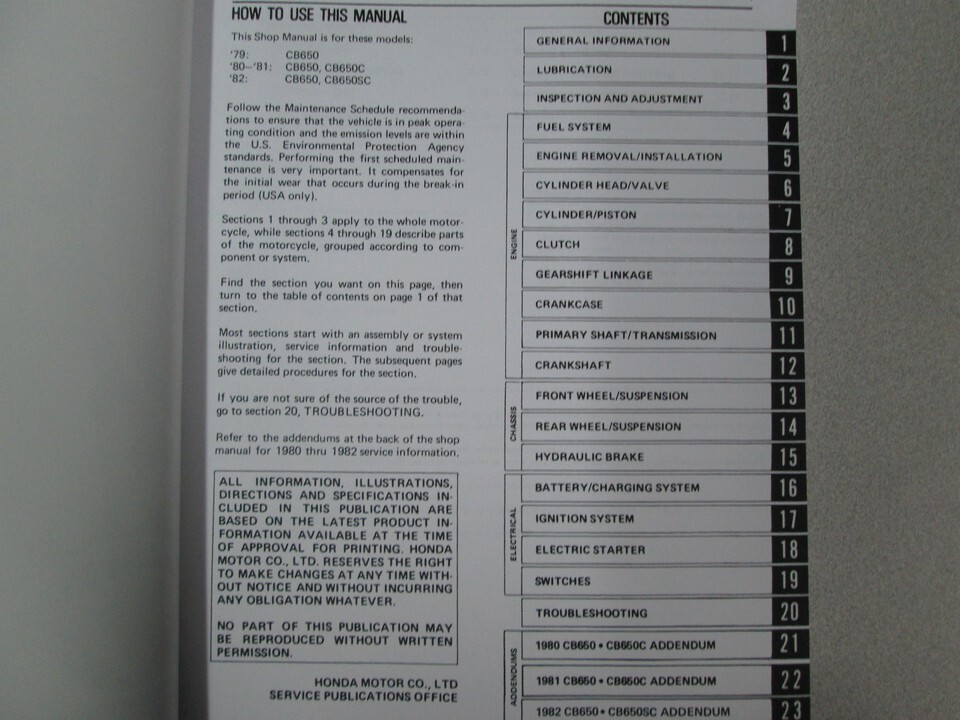 HOW TO USE THIS MANUAL
This Shop Manual is for these models:
'79: CB650
'80–'81: CB650, CB650C
'82: CB650, CB650SC
Follow the Maintenance Schedule recommenda-
tions to ensure that the vehicle is in peak opera-
ting condition and the emission levels are within
the U.S. Environmental Protection Agency
standards. Performing the first scheduled main-
tenance is very important. It compensates for
the initial wear that occurs during the break-in
period (USA only).
Sections 1 through 3 apply to the whole motor-
cycle, while sections 4 through 19 describe parts
of the motorcycle, grouped according to com-
ponent or system.
Find the section you want on this page, then
turn to the table of contents on page 1 of that
section.
Most sections start with an assembly or system
illustration, service information and trouble-
shooting for the section. The subsequent pages
give detailed procedures for the section.
If you are not sure of the source of the trouble,
go to section 20, TROUBLESHOOTING.
Refer to the addendums at the back of the shop
manual for 1980 thru 1982 service information.
ALL INFORMATION, ILLUSTRATIONS,
DIRECTIONS AND SPECIFICATIONS IN-
CLUDED IN THIS PUBLICATION ARE
BASED ON THE LATEST PRODUCT IN-
FORMATION AVAILABLE AT THE TIME
OF APPROVAL FOR PRINTING. HONDA
MOTOR CO., LTD. RESERVES THE RIGHT
TO MAKE CHANGES AT ANY TIME WITH-
OUT NOTICE AND WITHOUT INCURRING
ANY OBLIGATION WHATEVER.
NO PART OF THIS PUBLICATION MAY
BE REPRODUCED WITHOUT WRITTEN
PERMISSION.
HONDA MOTOR CO., LTD
SERVICE PUBLICATIONS OFFICE
CONTENTS
GENERAL INFORMATION 1
LUBRICATION 2
INSPECTION AND ADJUSTMENT 3
ENGINE
FUEL SYSTEM 4
ENGINE REMOVAL/INSTALLATION 5
CYLINDER HEAD/VALVE 6
CYLINDER/PISTON 7
CLUTCH 8
GEARSHIFT LINKAGE 9
CRANKCASE 10
PRIMARY SHAFT/TRANSMISSION 11
CRANKSHAFT 12
CHASSIS
FRONT WHEEL/SUSPENSION 13
REAR WHEEL/SUSPENSION 14
HYDRAULIC BRAKE 15
ELECTRICAL
BATTERY/CHARGING SYSTEM 16
IGNITION SYSTEM 17
ELECTRIC STARTER 18
SWITCHES 19
TROUBLESHOOTING 20
ADDENDUMS
1980 CB650 • CB650C ADDENDUM 21
1981 CB650 • CB650C ADDENDUM 22
1982 CB650 • CB650SC ADDENDUM 23